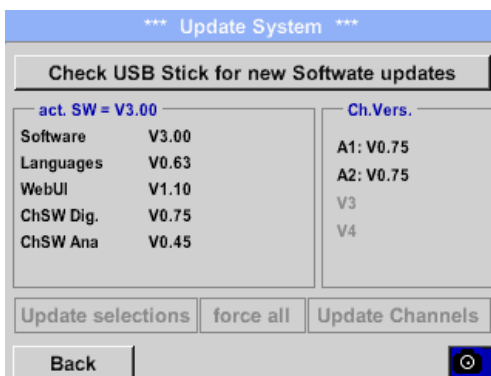 *** Update System ***
Check USB Stick for new Softwate updates
act. SW = V3.00
Software V3.00
Languages V0.63
WebUI V1.10
ChSW Dig. V0.75
ChSW Ana V0.45
Ch.Vers.
A1: V0.75
A2: V0.75
V3
V4
Update selections
force all
Update Channels
Back